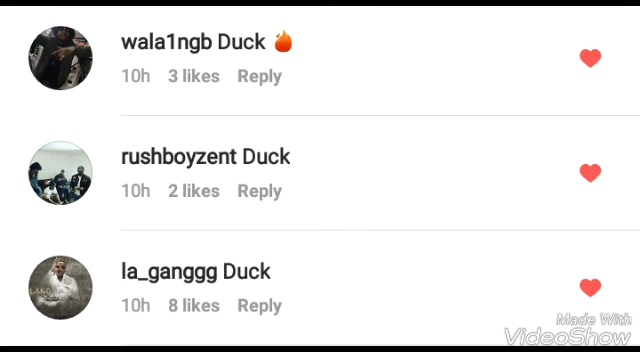 wala1ngb Duck 🔥
10h 3 likes Reply
rushboyzent Duck
10h 2 likes Reply
la_ganggg Duck
10h 8 likes Reply
Made With
VideoShow